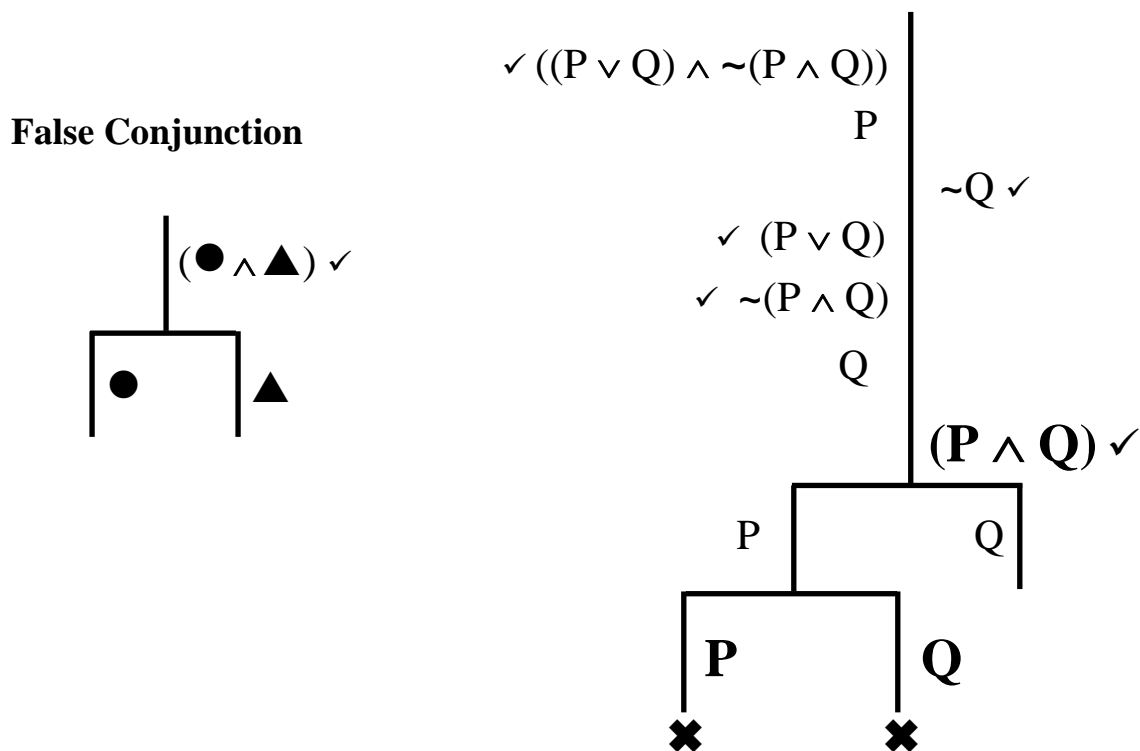 False Conjunction
(● ∧ ▲) ✓
● ▲
✓ ((P ∨ Q) ∧ ~(P ∧ Q))
P
~Q ✓
✓ (P ∨ Q)
✓ ~(P ∧ Q)
Q
(P ∧ Q) ✓
P Q
P Q
✖ ✖